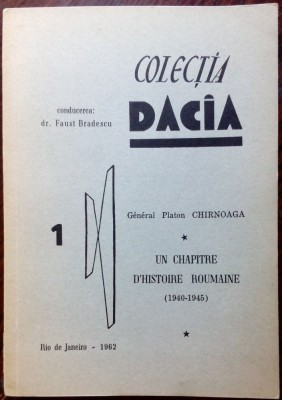 COLECȚIA
DACÎA
conducerea:
dr. Faust Bradescu
1
Général Platon CHIRNOAGA
UN CHAPITRE
D'HISTOIRE ROUMAINE
(1940-1945)
Rio de Janeiro - 1962